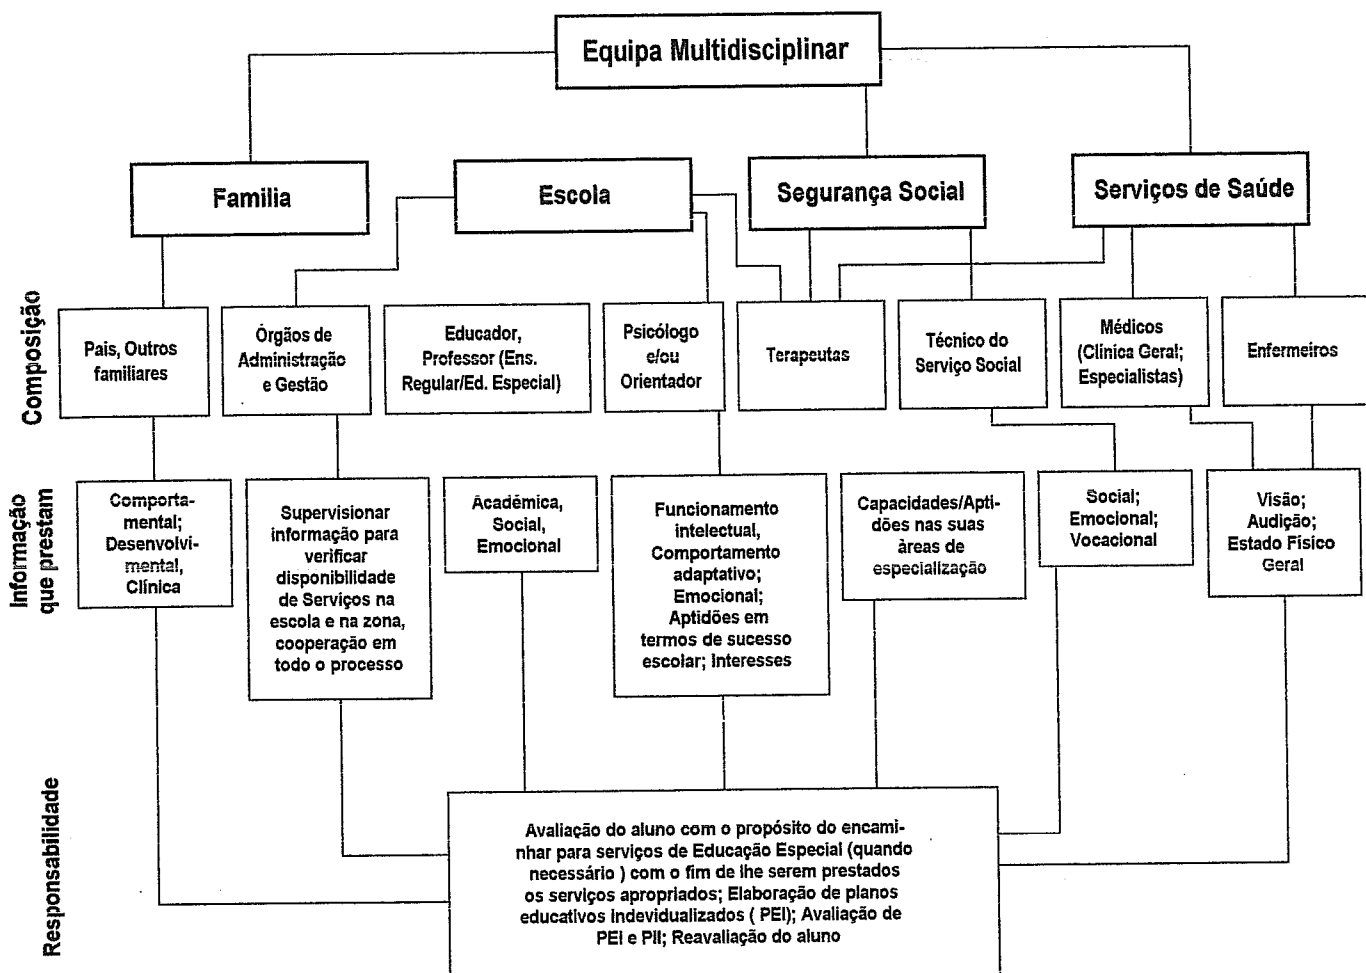 Equipa Multidisciplinar
Familia
Escola
Segurança Social
Serviços de Saúde
Composição
Pais, Outros
familiares
Órgãos de
Administração
e Gestão
Educador,
Professor (Ens.
Regular/Ed. Especial)
Psicólogo
e/ou
Orientador
Terapeutas
Técnico do
Serviço Social
Médicos
(Clínica Geral;
Especialistas)
Enfermeiros
Informação
que prestam
Comporta-
mental;
Desenvolvi-
mental,
Clínica
Supervisionar
informação para
verificar
disponibilidade
de Serviços na
escola e na zona,
cooperação em
todo o processo
Académica,
Social,
Emocional
Funcionamento
intelectual,
Comportamento
adaptativo;
Emocional;
Aptidões em
termos de sucesso
escolar; Interesses
Capacidades/Apti-
dões nas suas
àreas de
especialização
Social;
Emocional;
Vocacional
Visão;
Audição;
Estado Físico
Geral
Responsabilidade
Avaliação do aluno com o propósito do encami-
nhar para serviços de Educação Especial (quando
necessário ) com o fim de lhe serem prestados
os serviços apropriados; Elaboração de planos
educativos indevidualizados ( PEI); Avaliação de
PEI e PII; Reavaliação do aluno